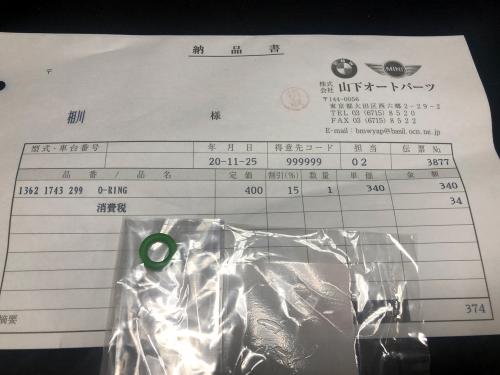 納品書
〒
相川 様
MINI
株式会社 山下オートパーツ
〒144-0056
東京都大田区西六郷2-29-2
TEL 03 (6715) 8520
FAX 03 (6715) 8522
E-mail: bmwyap@basil.ocn.ne.jp
型式・車台番号 年月日 得意先コード 担当 伝票 No
20-11-25 999999 02 3877
品番 / 品名 定価 割引(%) 数量 単価 金額
1362 1743 299 O-RING 400 15 1 340 340
消費税 34
374
摘要